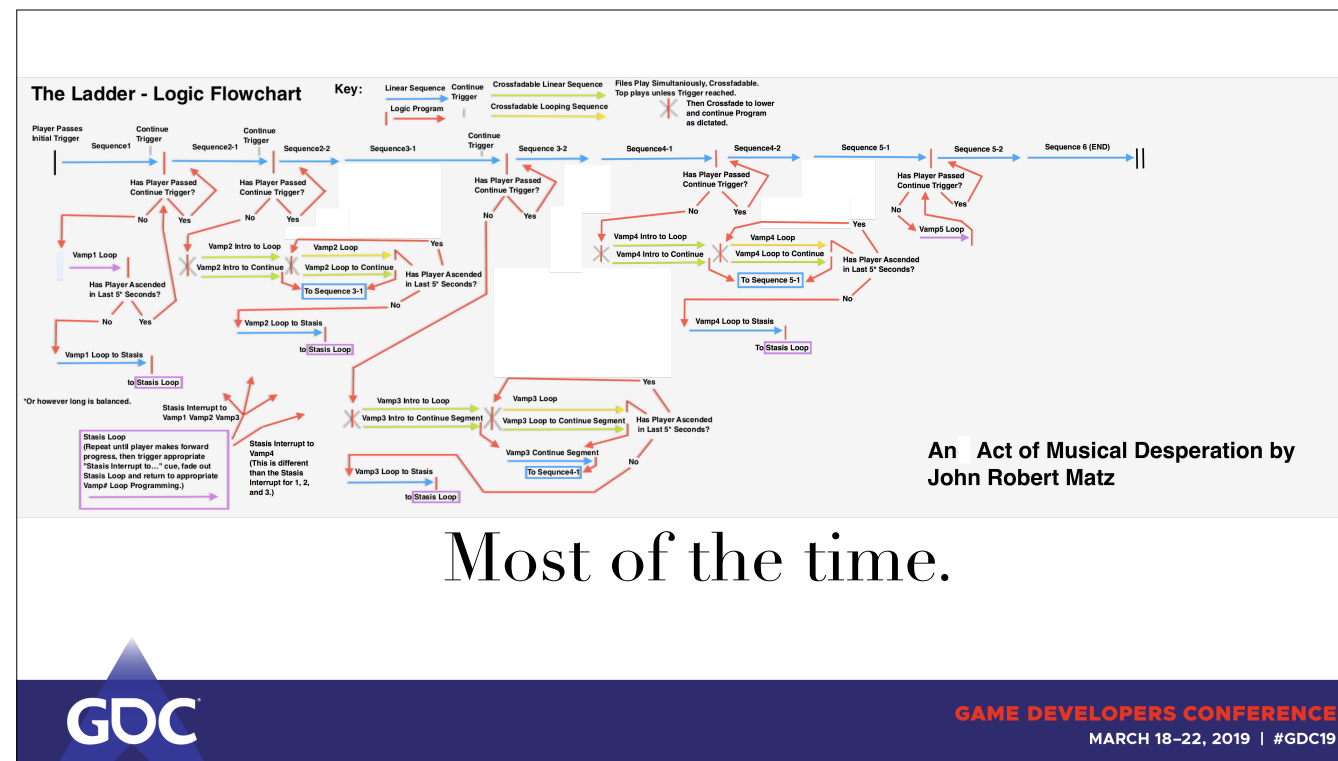 The Ladder - Logic Flowchart
Key:
Linear Sequence
Continue
Trigger
Logic Program
Crossfadable Linear Sequence
Crossfadable Looping Sequence
Files Play Simultaniously, Crossfadable.
Top plays unless Trigger reached.
Then Crossfade to lower
and continue Program
as dictated.
Player Passes
Initial Trigger
Sequence1
Continue
Trigger
Sequence2-1
Continue
Trigger
Sequence2-2
Sequence3-1
Continue
Trigger
Sequence 3-2
Sequence4-1
Sequence4-2
Sequence 5-1
Sequence 5-2
Sequence 6 (END)
Has Player Passed
Continue Trigger?
No
Yes
Has Player Passed
Continue Trigger?
No
Yes
Has Player Passed
Continue Trigger?
No
Yes
Has Player Passed
Continue Trigger?
No
Yes
Has Player Passed
Continue Trigger?
No
Yes
Vamp5 Loop
Vamp1 Loop
Has Player Ascended
in Last 5* Seconds?
No
Yes
Vamp1 Loop to Stasis
to Stasis Loop
Vamp2 Intro to Loop
Vamp2 Intro to Continue
Vamp2 Loop
Vamp2 Loop to Continue
To Sequence 3-1
Yes
Has Player Ascended
in Last 5* Seconds?
No
Vamp2 Loop to Stasis
to Stasis Loop
Vamp4 Intro to Loop
Vamp4 Intro to Continue
Vamp4 Loop
Vamp4 Loop to Continue
To Sequence 5-1
Yes
Has Player Ascended
in Last 5* Seconds?
No
Vamp4 Loop to Stasis
To Stasis Loop
*Or however long is balanced.
Stasis Interrupt to
Vamp1 Vamp2 Vamp3
Stasis Loop
(Repeat until player makes forward
progress, then trigger appropriate
"Stasis Interrupt to..." cue, fade out
Stasis Loop and return to appropriate
Vamp# Loop Programming.)
Stasis Interrupt to
Vamp4
(This is different
than the Stasis
Interrupt for 1, 2,
and 3.)
Vamp3 Intro to Loop
Vamp3 Intro to Continue Segment
Vamp3 Loop
Vamp3 Loop to Continue Segment
Yes
Has Player Ascended
in Last 5* Seconds?
No
Vamp3 Continue Segment
To Sequnce4-1
Vamp3 Loop to Stasis
to Stasis Loop
An Act of Musical Desperation by
John Robert Matz
Most of the time.
GDC
GAME DEVELOPERS CONFERENCE
MARCH 18–22, 2019 | #GDC19